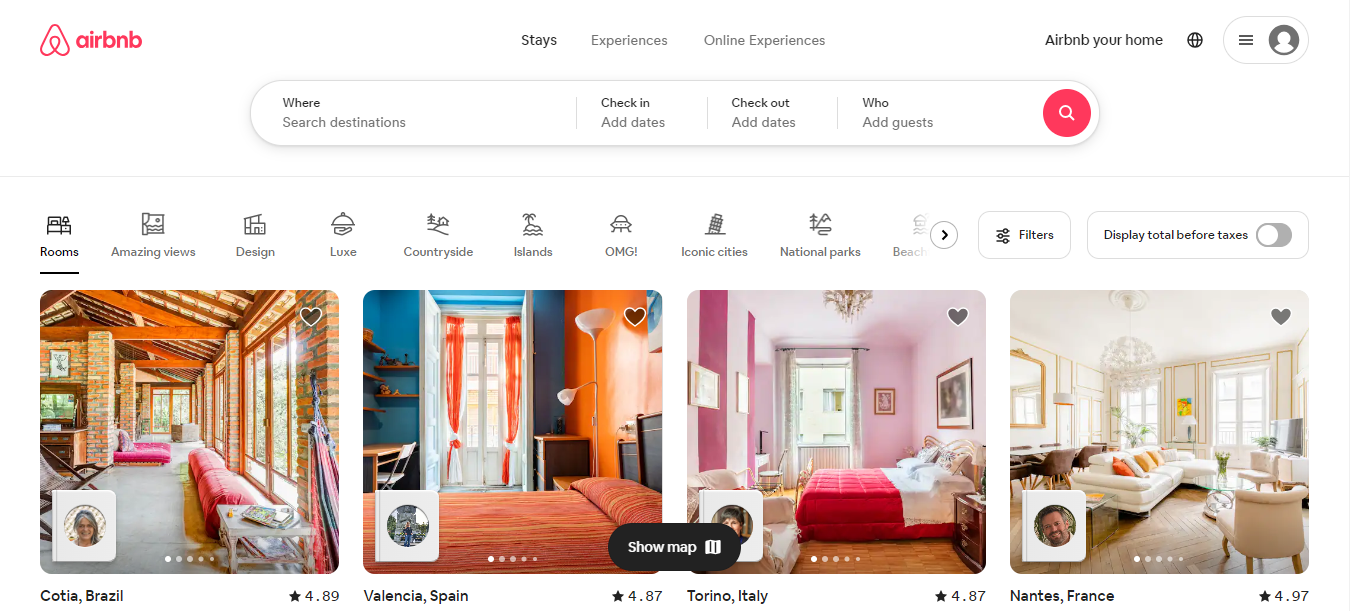 airbnb
Stays
Experiences
Online Experiences
Airbnb your home
Where
Search destinations
Check in
Add dates
Check out
Add dates
Who
Add guests
Rooms
Amazing views
Design
Luxe
Countryside
Islands
OMG!
Iconic cities
National parks
Beach
Filters
Display total before taxes
Show map
Cotia, Brazil
4.89
Valencia, Spain
4.87
Torino, Italy
4.87
Nantes, France
4.97